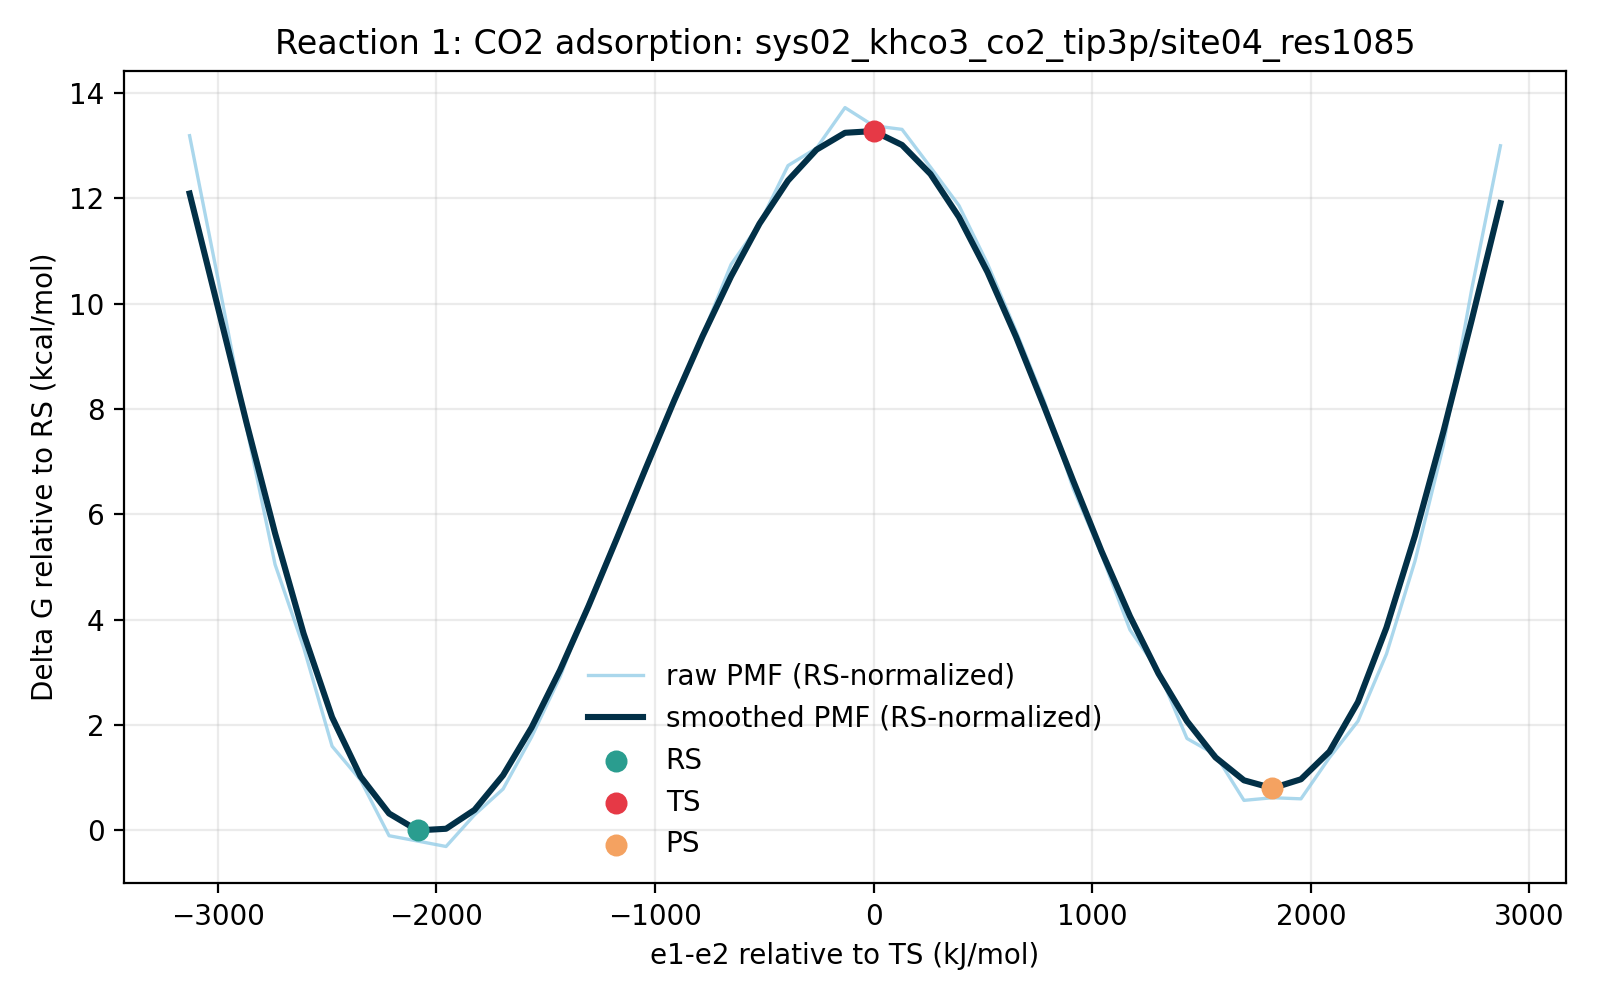 Reaction 1: CO2 adsorption: sys02_khco3_co2_tip3p/site04_res1085
Delta G relative to RS (kcal/mol)
14
12
10
8
6
4
2
0
raw PMF (RS-normalized)
smoothed PMF (RS-normalized)
RS
TS
PS
−3000 −2000 −1000 0 1000 2000 3000
e1-e2 relative to TS (kJ/mol)